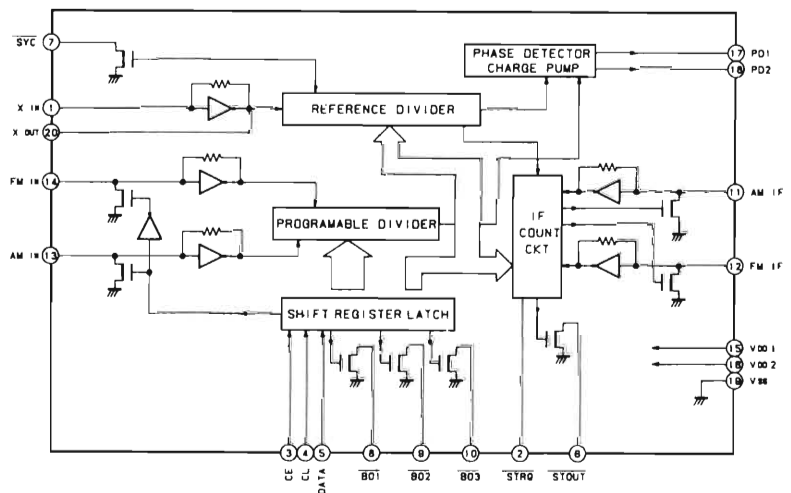 SYC 7
X IN 1
X OUT 20
FM IN 14
AM IN 13
PHASE DETECTOR
CHARGE PUMP
REFERENCE DIVIDER
PROGRAMABLE DIVIDER
SHIFT REGISTER LATCH
IF
COUNT
CKT
17 PD1
18 PD2
11 AM IF
12 FM IF
15 VDD1
16 VDD2
19 VSS
3 4 5 8 9 10 2 6
CE CL DATA BO1 BO2 BO3 STRQ STOUT